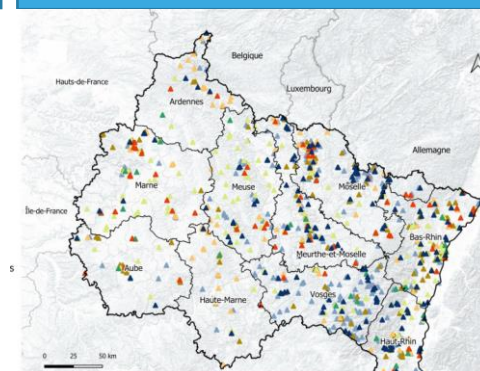 Belgique
Hauts-de-France
Luxembourg
Ardennes
Allemagne
Marne
Meuse
Moselle
Île-de-France
Bas-Rhin
Meurthe-et-Moselle
s
Aube
Vosges
Haute-Marne
Haut-Rhin
0 25 50 km